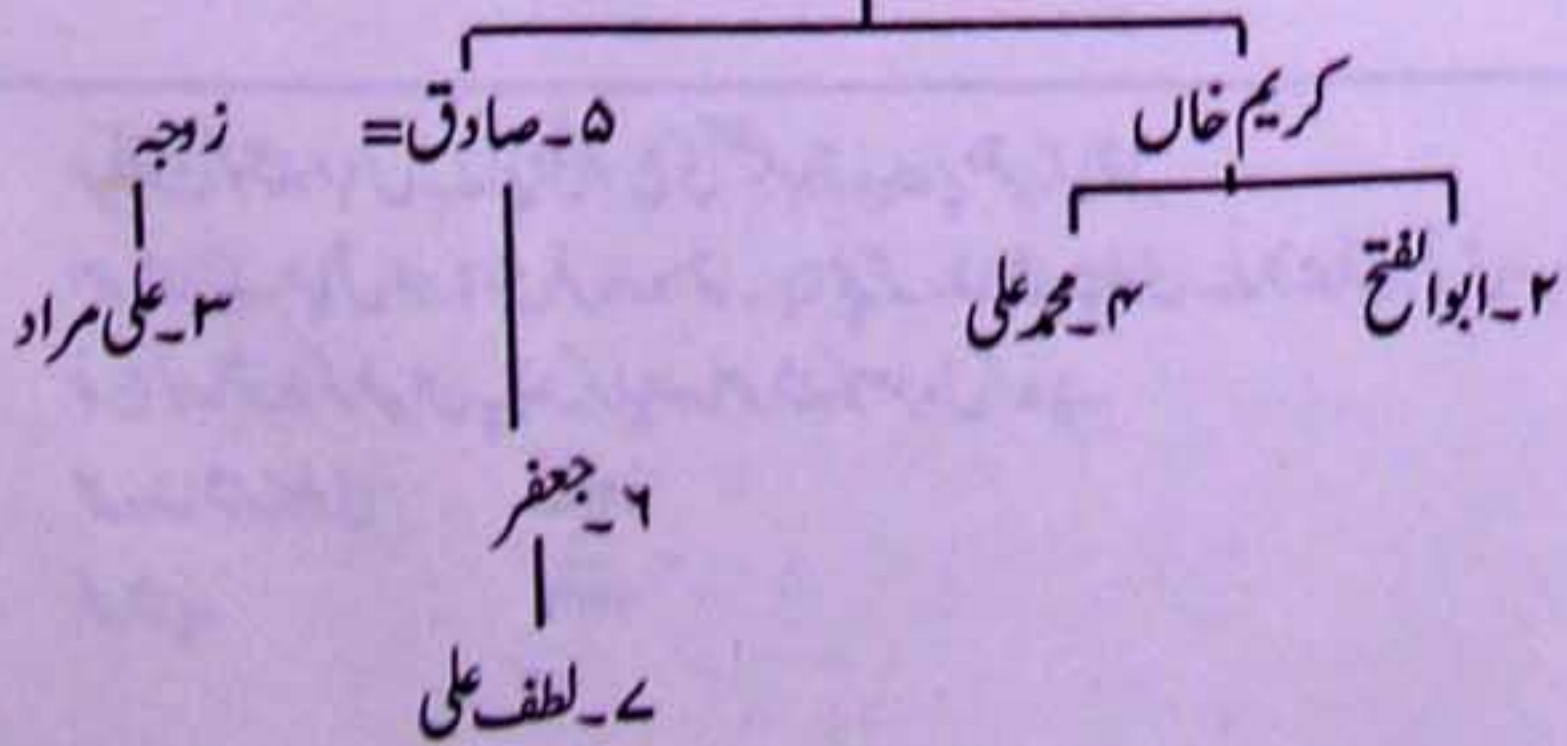 کریم خاں
۵۔صادق=
زوجہ
۲۔ابوالفتح
۴۔محمد علی
۳۔علی مراد
۶۔جعفر
۷۔لطف علی